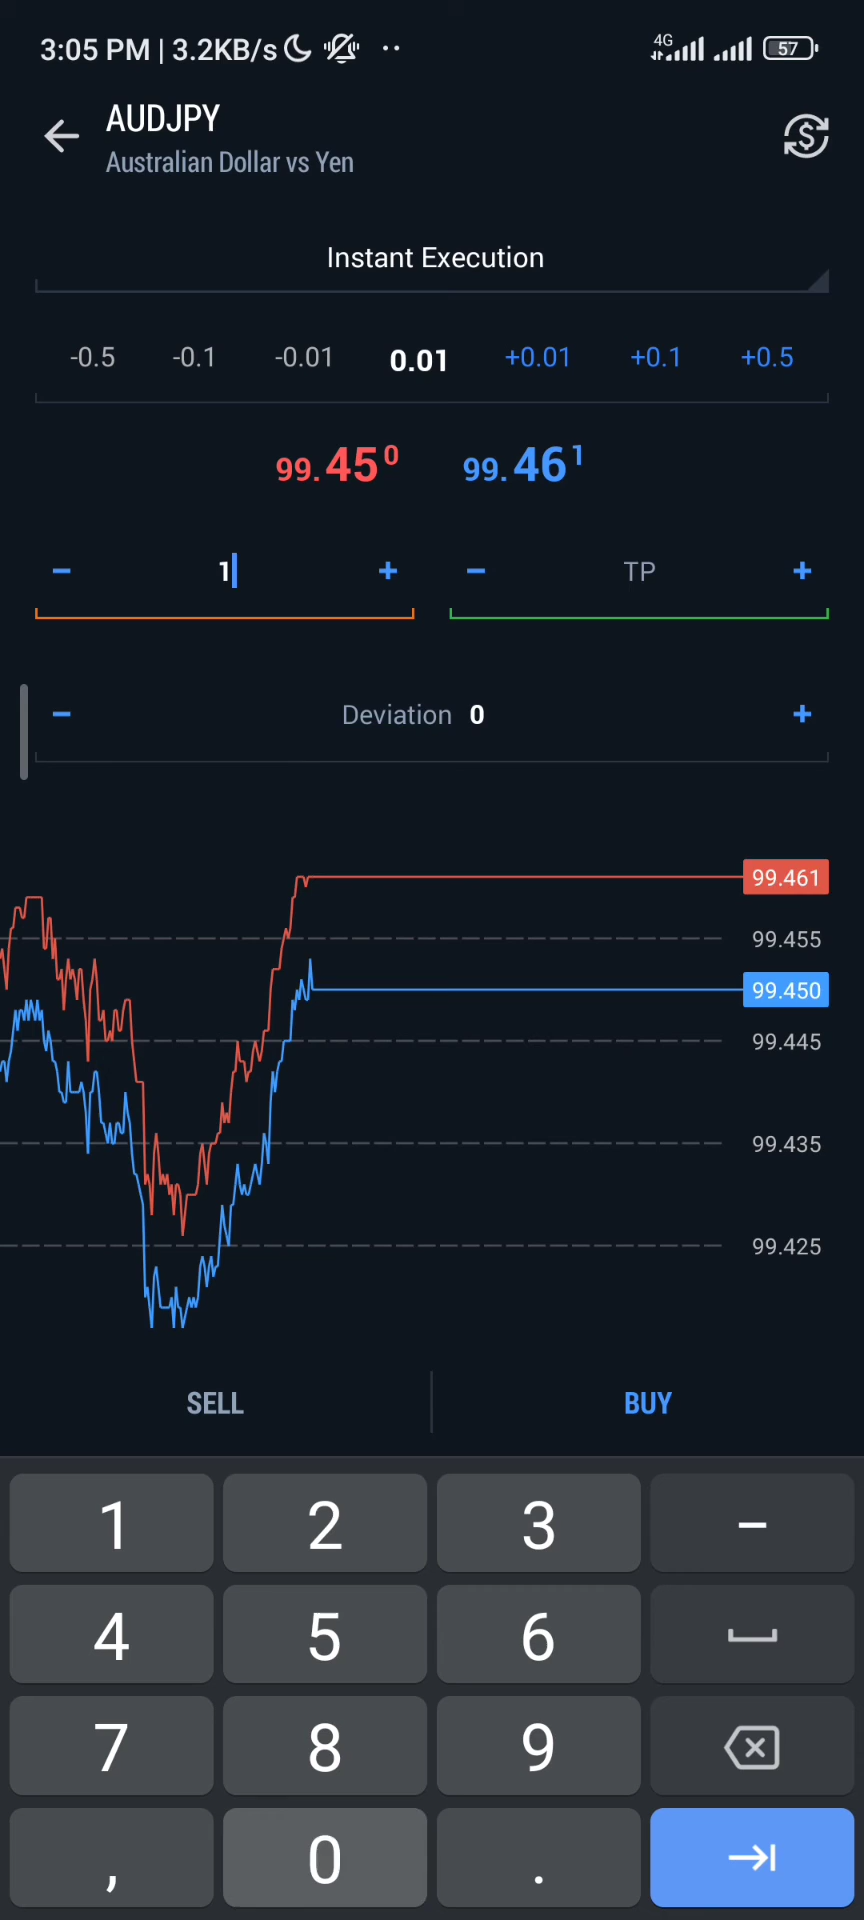 3:05 PM | 3.2KB/s 4G 57
AUDJPY
Australian Dollar vs Yen
Instant Execution
-0.5 -0.1 -0.01 0.01 +0.01 +0.1 +0.5
99.450 99.461
− 1 + − TP +
− Deviation 0 +
99.461
99.455
99.450
99.445
99.435
99.425
SELL BUY
1 2 3 −
4 5 6
7 8 9
, 0 .